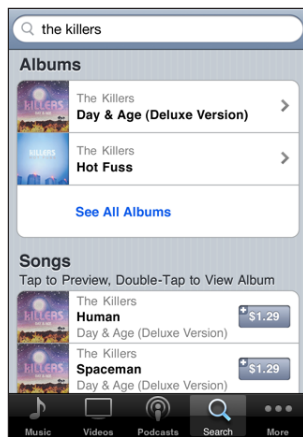 the killers
Albums
The Killers
Day & Age (Deluxe Version)
The Killers
Hot Fuss
See All Albums
Songs
Tap to Preview, Double-Tap to View Album
The Killers
Human
Day & Age (Deluxe Version)
$1.29
The Killers
Spaceman
Day & Age (Deluxe Version)
$1.29
Music
Videos
Podcasts
Search
More